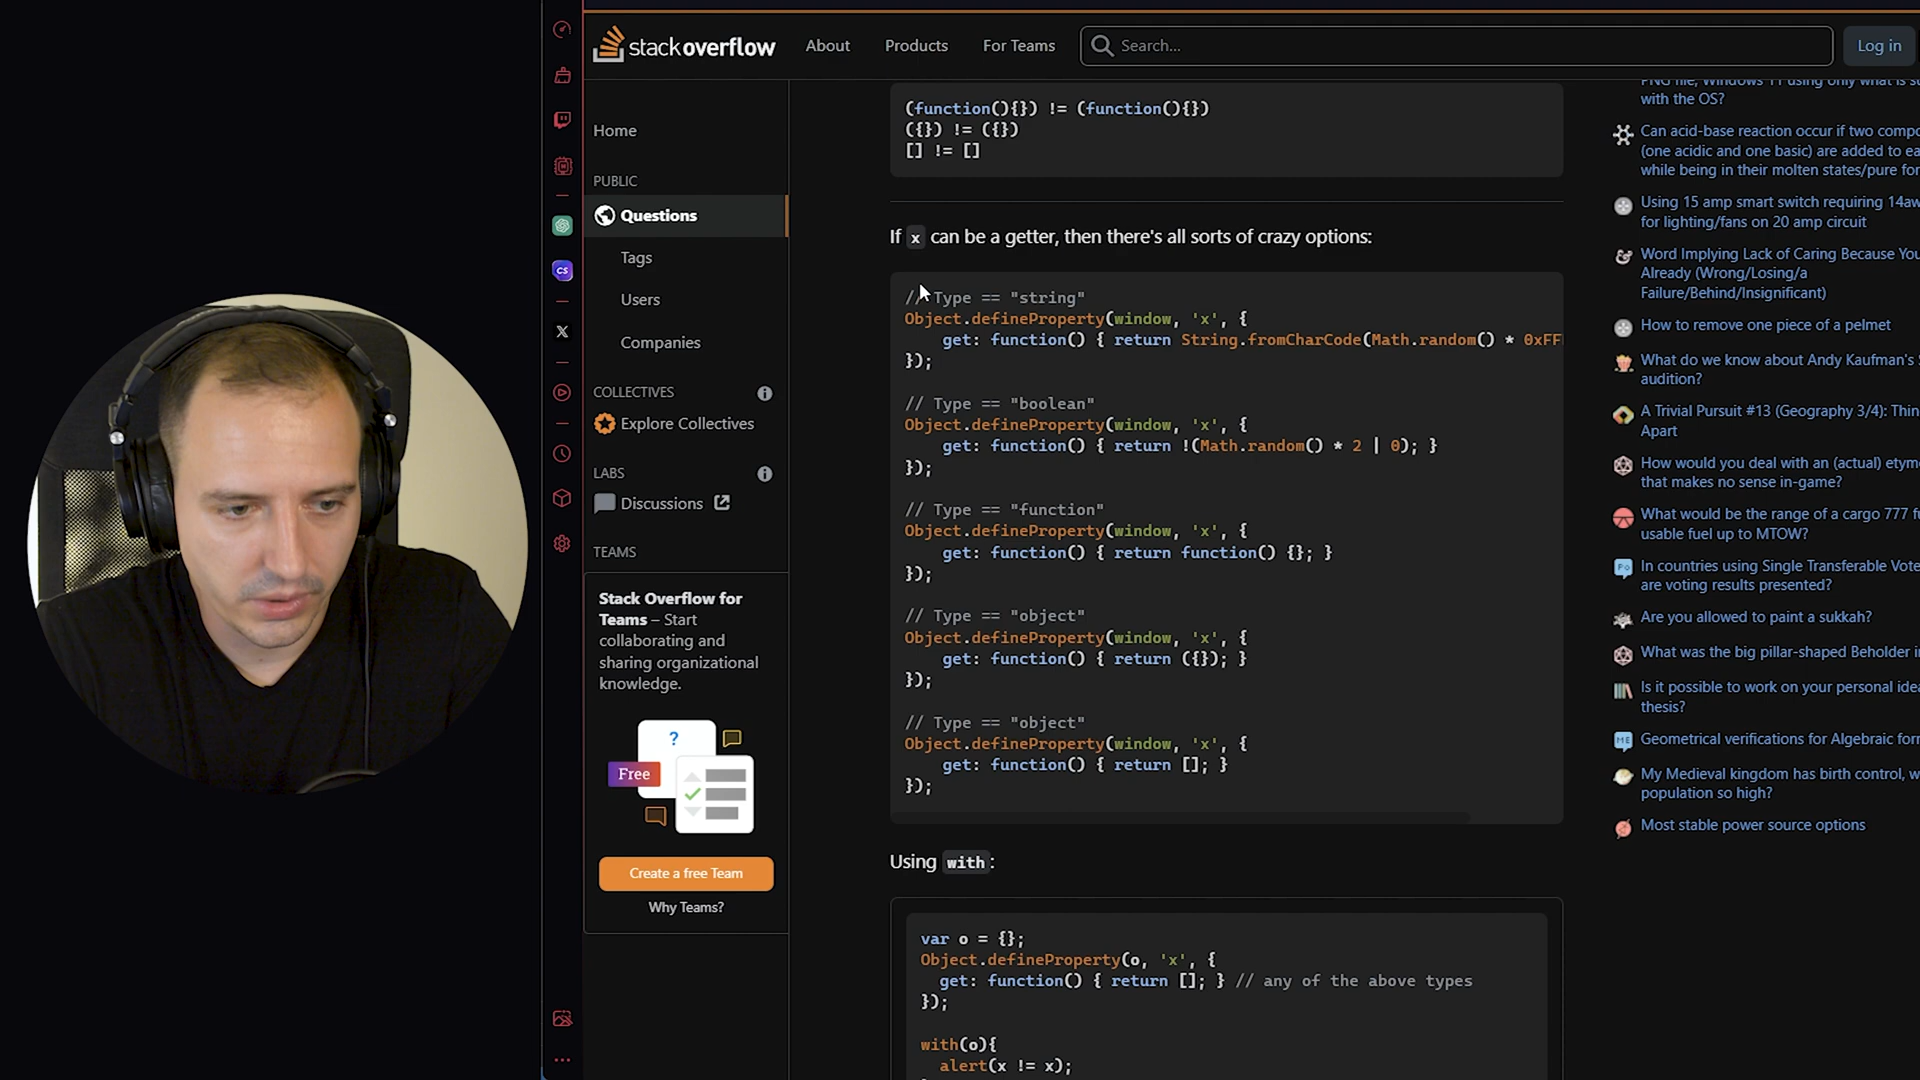 stackoverflow
About
Products
For Teams
Search...
Log in
Home
PUBLIC
Questions
Tags
Users
Companies
COLLECTIVES
Explore Collectives
LABS
Discussions
TEAMS
Stack Overflow for
Teams – Start
collaborating and
sharing organizational
knowledge.
?
Free
Create a free Team
Why Teams?
CS
(function(){}) != (function(){})
({}) != ({})
[] != []
If x can be a getter, then there's all sorts of crazy options:
// Type == "string"
Object.defineProperty(window, 'x', {
get: function() { return String.fromCharCode(Math.random() * 0xFF
});
// Type == "boolean"
Object.defineProperty(window, 'x', {
get: function() { return !(Math.random() * 2 | 0); }
});
// Type == "function"
Object.defineProperty(window, 'x', {
get: function() { return function() {}; }
});
// Type == "object"
Object.defineProperty(window, 'x', {
get: function() { return ({}); }
});
// Type == "object"
Object.defineProperty(window, 'x', {
get: function() { return []; }
});
Using with:
var o = {};
Object.defineProperty(o, 'x', {
get: function() { return []; } // any of the above types
});
with(o){
alert(x != x);
PNG file, Windows 11 using only what is
with the OS?
Can acid-base reaction occur if two
(one acidic and one basic) are added to
while being in their molten states/pure
Using 15 amp smart switch requiring
for lighting/fans on 20 amp circuit
Word Implying Lack of Caring Because
Already (Wrong/Losing/a
Failure/Behind/Insignificant)
How to remove one piece of a pelmet
What do we know about Andy Kaufman's
audition?
A Trivial Pursuit #13 (Geography 3/4):
Apart
How would you deal with an (actual)
that makes no sense in-game?
What would be the range of a cargo 777
usable fuel up to MTOW?
In countries using Single Transferable
are voting results presented?
Are you allowed to paint a sukkah?
What was the big pillar-shaped Beholder
Is it possible to work on your personal
thesis?
Geometrical verifications for Algebraic
My Medieval kingdom has birth control,
population so high?
Most stable power source options